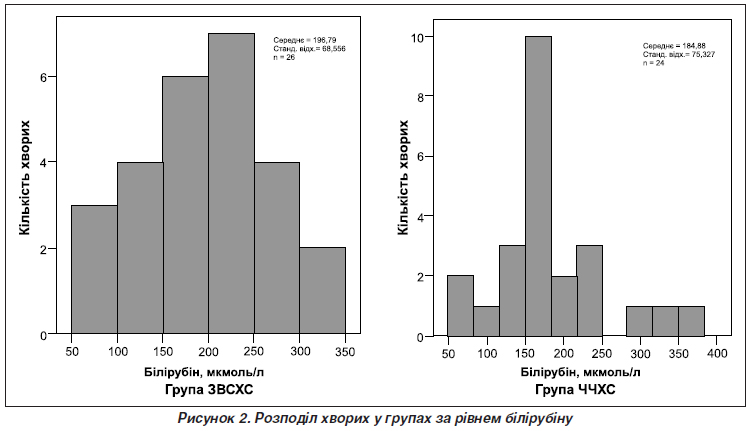 Середнє = 196,79
Станд. відх.= 68,556
n = 26
Кількість хворих
6
4
2
0
50 100 150 200 250 300 350
Білірубін, мкмоль/л
Група ЗВСХС
Середнє = 184,88
Станд. відх.= 75,327
n = 24
Кількість хворих
10
8
6
4
2
0
50 100 150 200 250 300 350 400
Білірубін, мкмоль/л
Група ЧЧХС
Рисунок 2. Розподіл хворих у групах за рівнем білірубіну